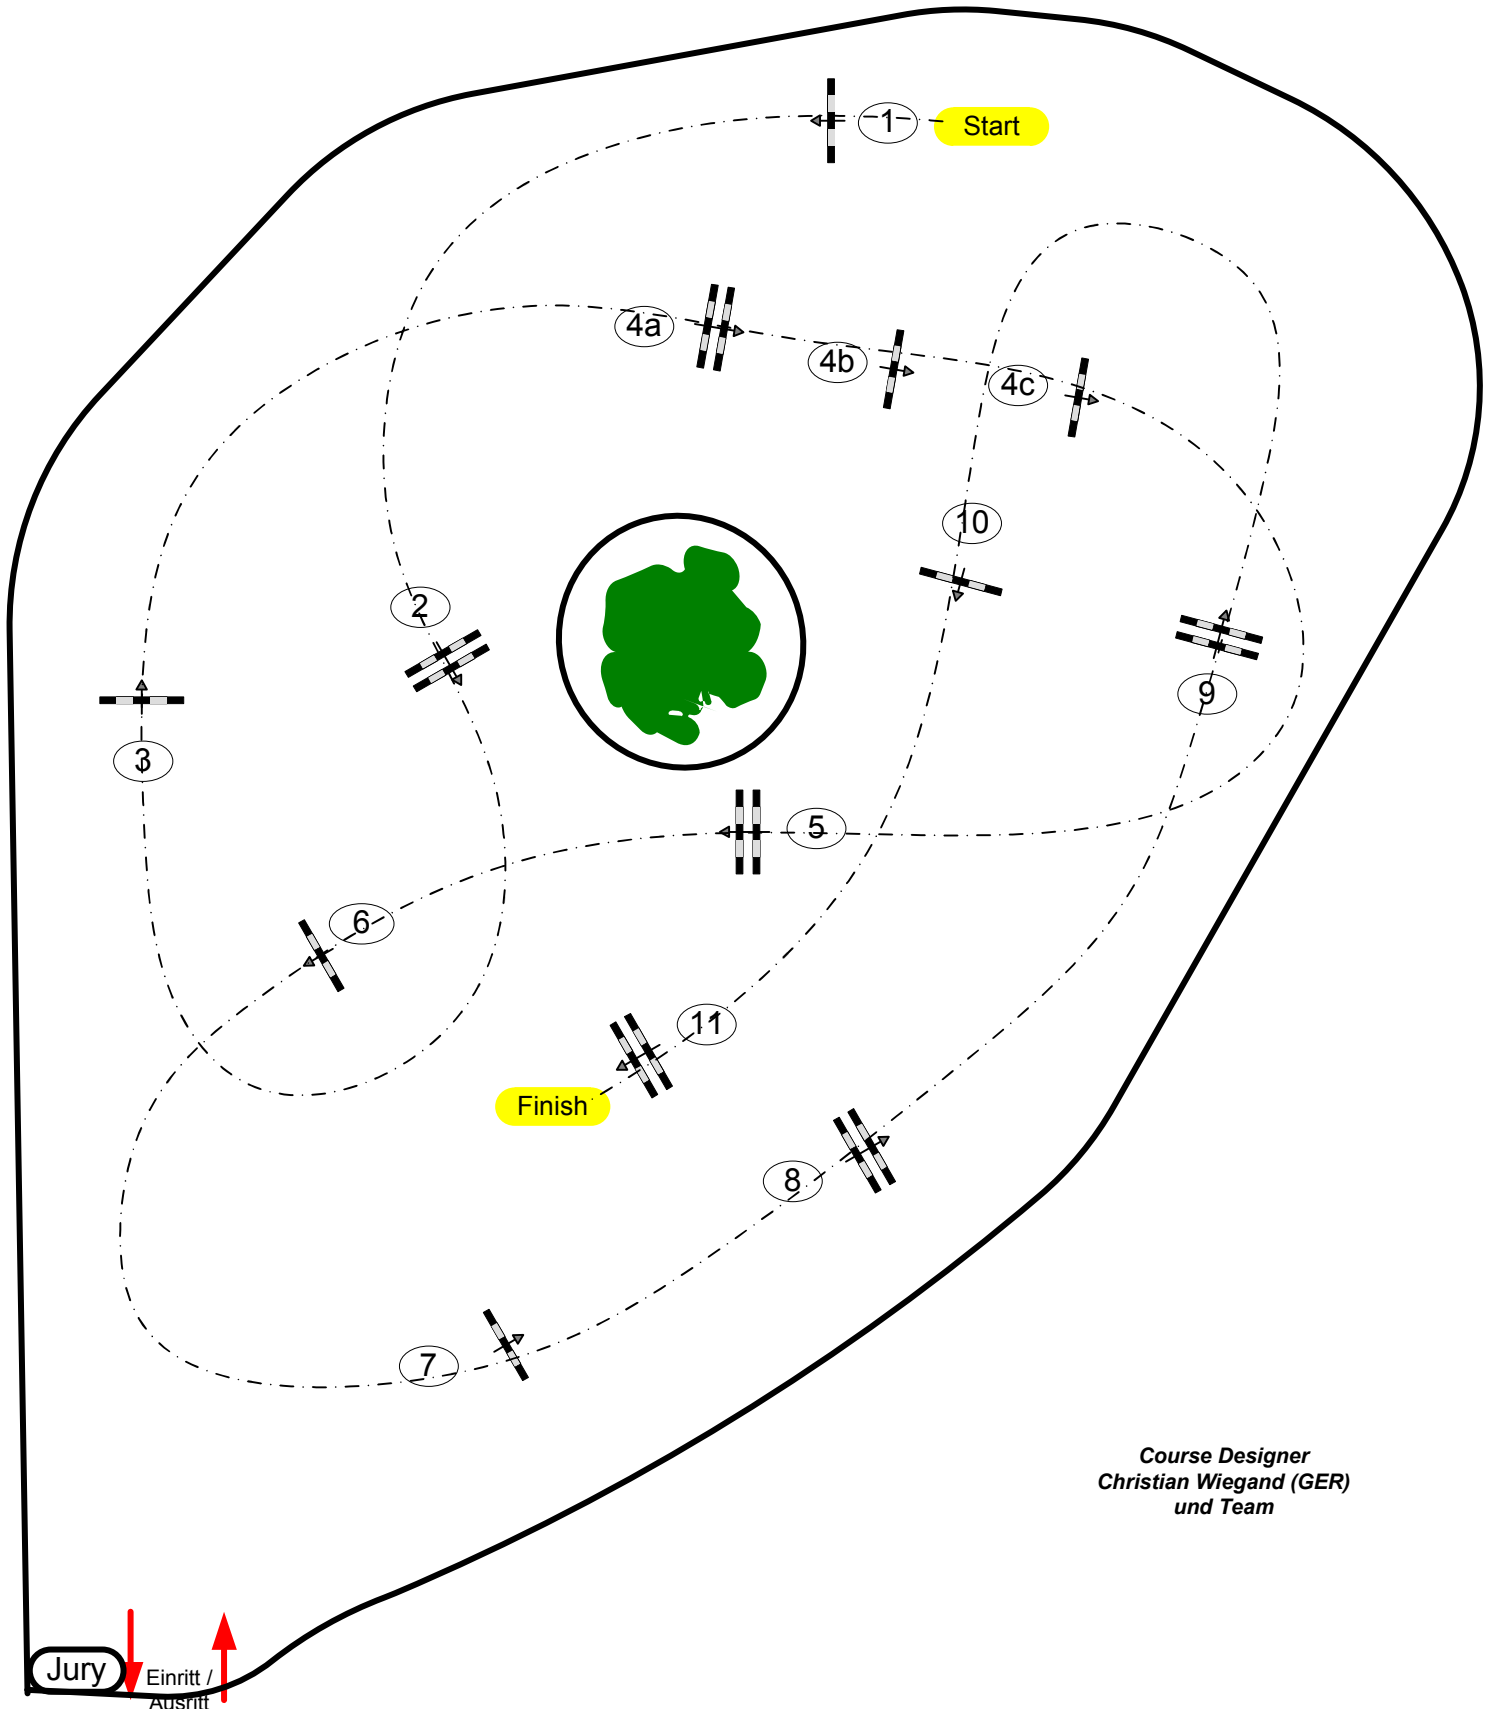 1
Start
4a
4b
4c
10
2
9
3
5
6
11
Finish
8
7
Course Designer
Christian Wiegand (GER)
und Team
Jury
Einritt /
Ausritt